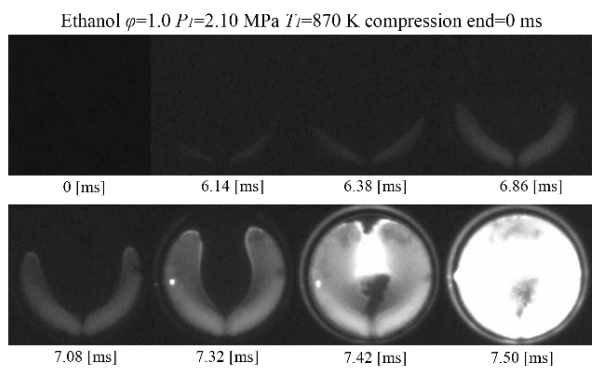 Ethanol φ=1.0 P₁=2.10 MPa T₁=870 K compression end=0 ms
0 [ms]
6.14 [ms]
6.38 [ms]
6.86 [ms]
7.08 [ms]
7.32 [ms]
7.42 [ms]
7.50 [ms]